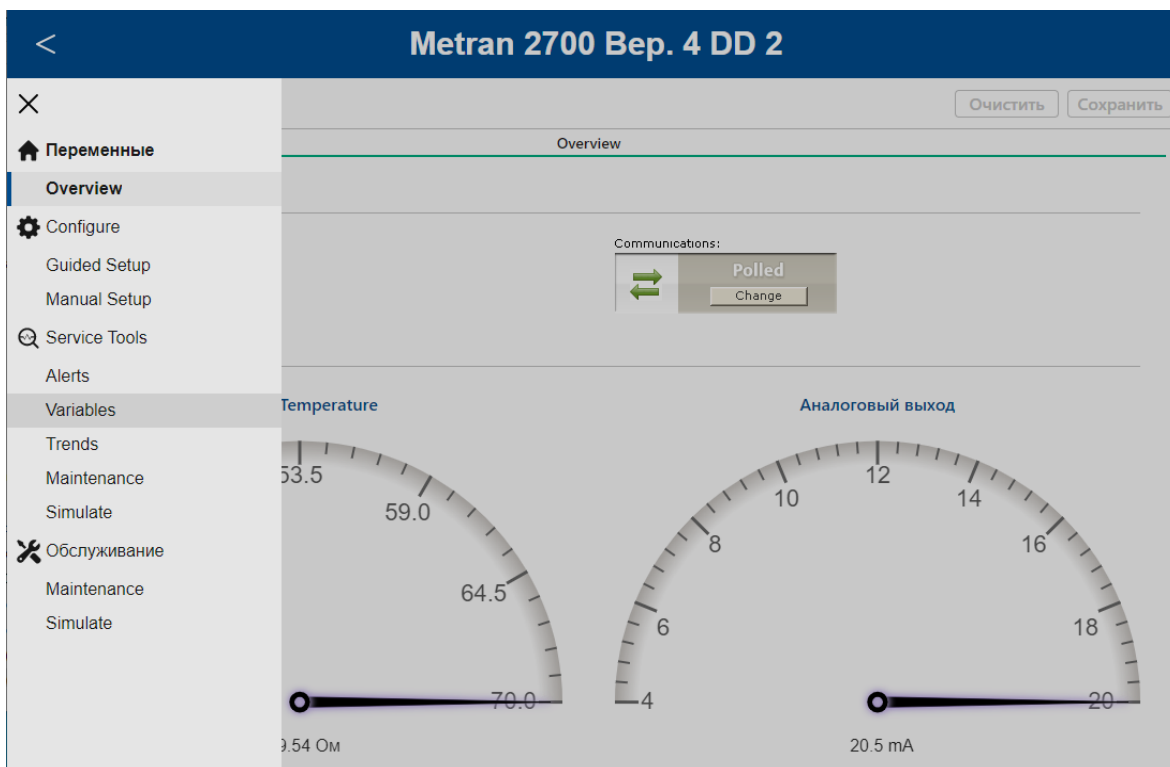 < Metran 2700 Вер. 4 DD 2
Очистить Сохранить
Переменные
Overview
Overview
Configure
Guided Setup
Manual Setup
Service Tools
Alerts
Variables
Trends
Maintenance
Simulate
Обслуживание
Maintenance
Simulate
Communications:
Polled
Change
Temperature
53.5
59.0
64.5
70.0
9.54 Ом
Аналоговый выход
4
6
8
10
12
14
16
18
20
20.5 mA